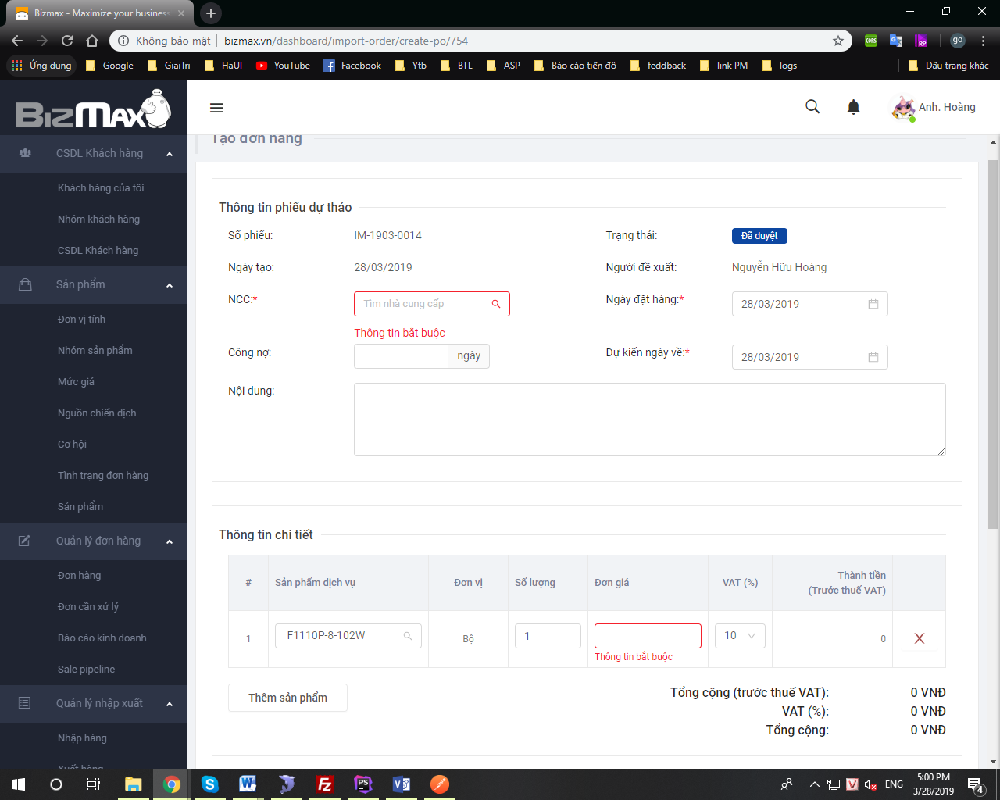 Bizmax - Maximize your business
Không bảo mật
bizmax.vn/dashboard/import-order/create-po/754
CORS
RP
go
Ứng dụng
Google
GiaiTri
HaUI
YouTube
Facebook
Ytb
BTL
ASP
Báo cáo tiến độ
feddback
link PM
logs
Dấu trang khác
BizMax
Anh. Hoàng
CSDL Khách hàng
Khách hàng của tôi
Nhóm khách hàng
CSDL Khách hàng
Sản phẩm
Đơn vị tính
Nhóm sản phẩm
Mức giá
Nguồn chiến dịch
Cơ hội
Tình trạng đơn hàng
Sản phẩm
Quản lý đơn hàng
Đơn hàng
Đơn cần xử lý
Báo cáo kinh doanh
Sale pipeline
Quản lý nhập xuất
Nhập hàng
Xuất hàng
Tạo đơn hàng
Thông tin phiếu dự thảo
Số phiếu:
IM-1903-0014
Trạng thái:
Đã duyệt
Ngày tạo:
28/03/2019
Người đề xuất:
Nguyễn Hữu Hoàng
NCC:*
Tìm nhà cung cấp
Ngày đặt hàng:*
28/03/2019
Thông tin bắt buộc
Công nợ:
ngày
Dự kiến ngày về:*
28/03/2019
Nội dung:
Thông tin chi tiết
#
Sản phẩm dịch vụ
Đơn vị
Số lượng
Đơn giá
VAT (%)
Thành tiền
(Trước thuế VAT)
1
F1110P-8-102W
Bộ
1
10
0
Thông tin bắt buộc
Thêm sản phẩm
Tổng cộng (trước thuế VAT):
0 VNĐ
VAT (%):
0 VNĐ
Tổng cộng:
0 VNĐ
ENG
5:00 PM
3/28/2019
4